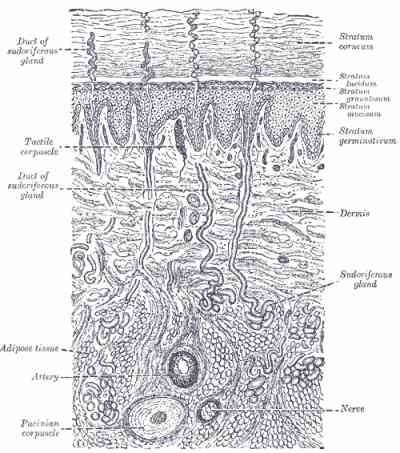 Duct of
sudoriferous
gland
Tactile
corpuscle
Duct of
sudoriferous
gland
Adipose tissue
Artery
Pacinian
corpuscle
Stratum
corneum
Stratum
lucidum
Stratum
granulosum
Stratum
mucosum
Stratum
germinativum
Dermis
Sudoriferous
gland
Nerve